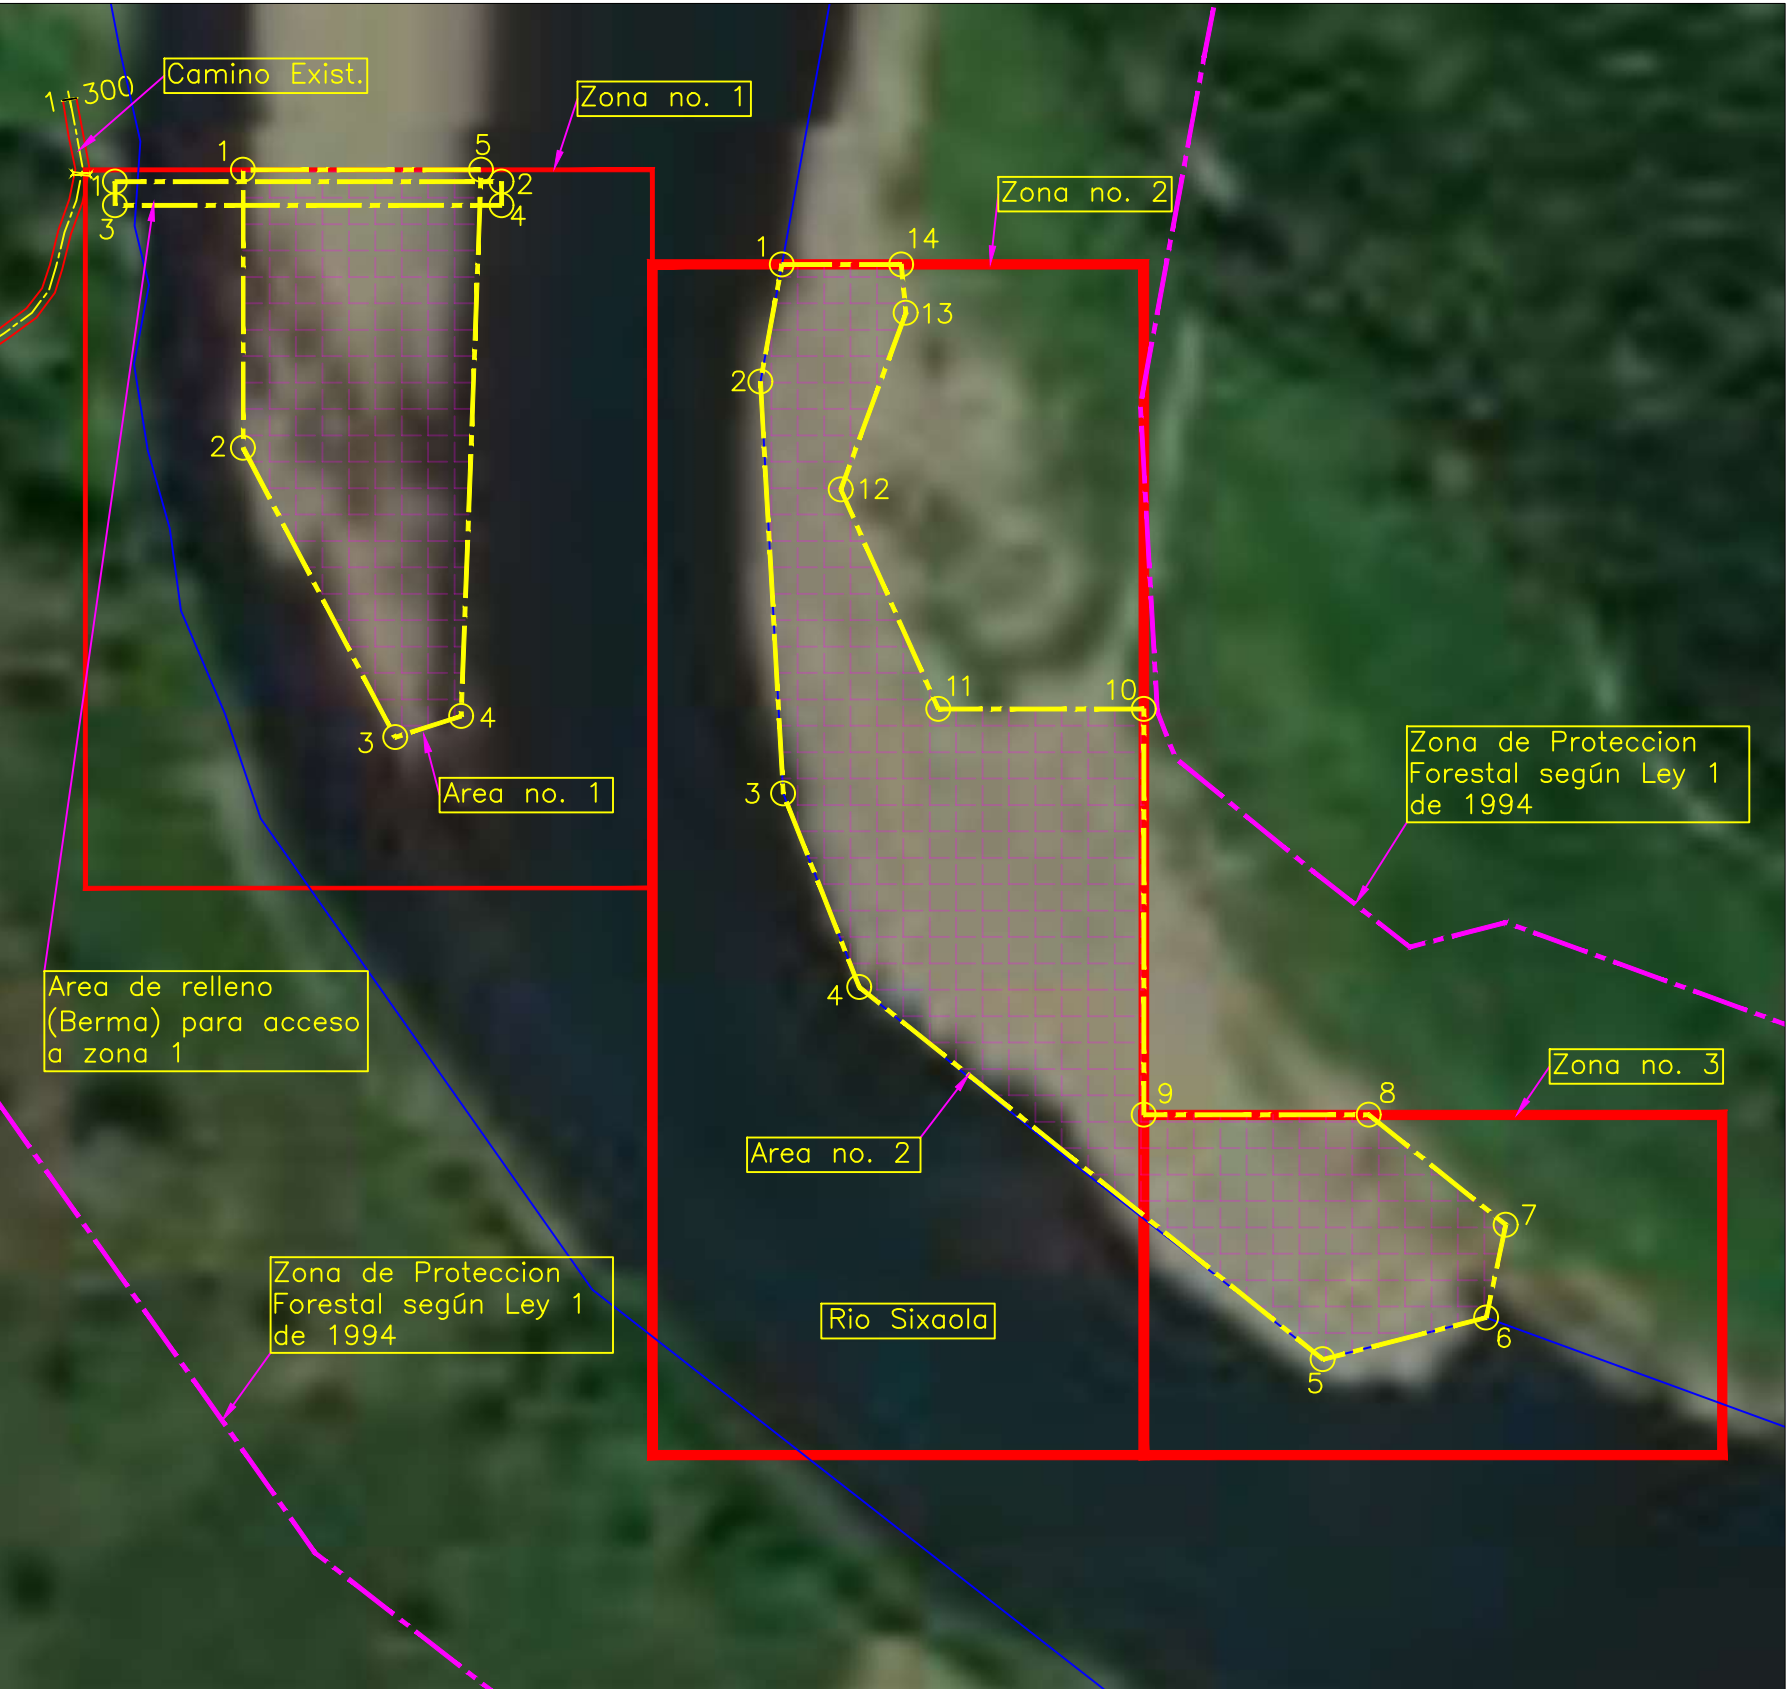 Camino Exist.
1+300
Zona no. 1
1
5
1
2
3
4
Zona no. 2
1
14
13
2
12
2
11
10
3
4
3
Area no. 1
Zona de Proteccion
Forestal según Ley 1
de 1994
4
Area de relleno
(Berma) para acceso
a zona 1
Zona no. 3
9
8
Area no. 2
7
Zona de Proteccion
Forestal según Ley 1
de 1994
Rio Sixaola
6
5